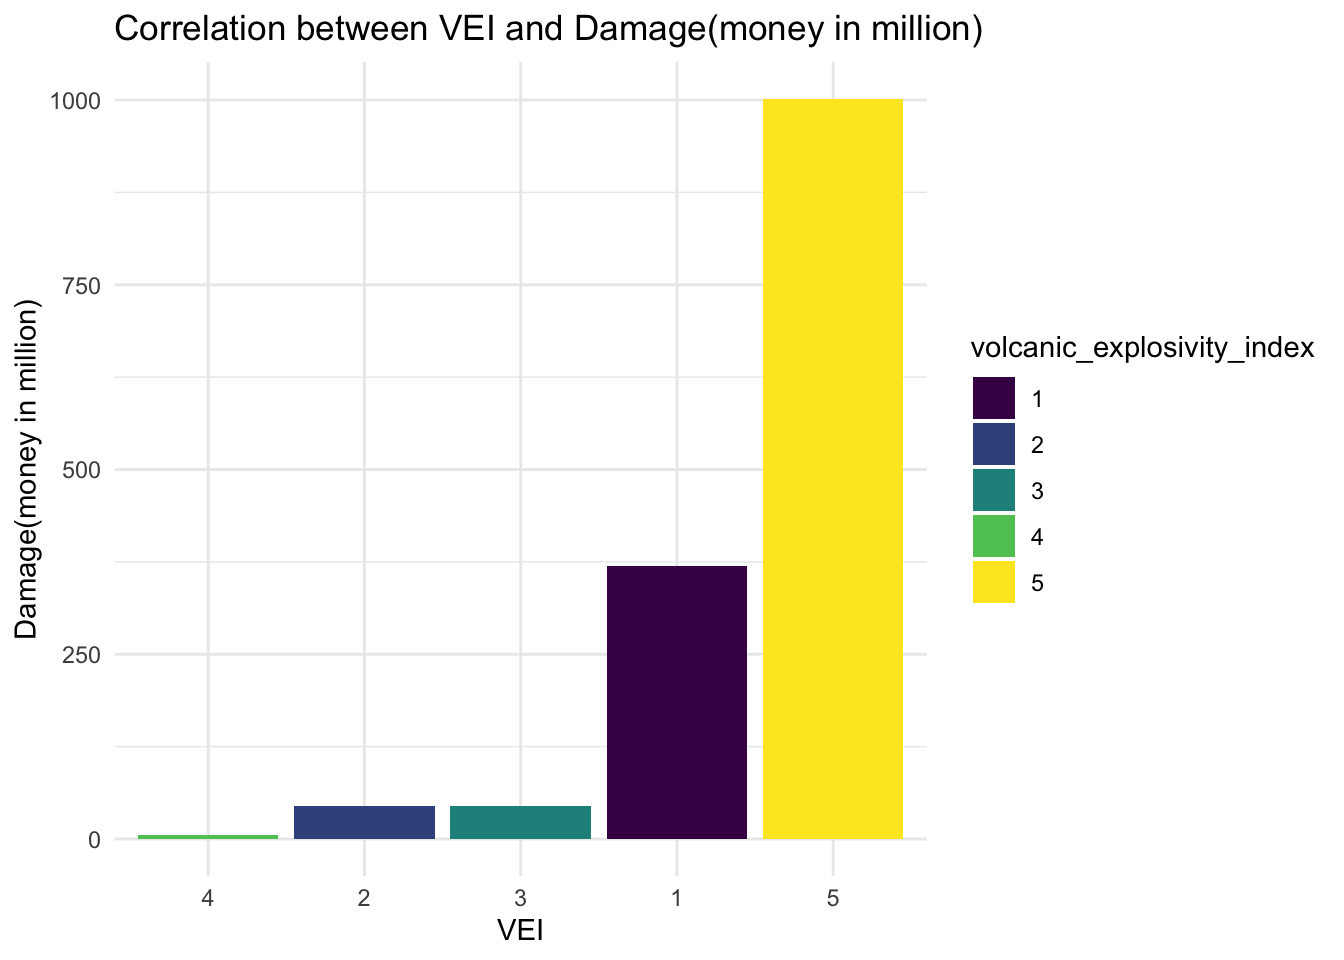 Correlation between VEI and Damage(money in million)
1000
750
500
250
0
Damage(money in million)
4 2 3 1 5
VEI
volcanic_explosivity_index
1
2
3
4
5